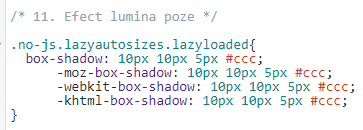 /* 11. Efect lumina poze */
.no-js.lazyautosizes.lazyloaded{
box-shadow: 10px 10px 5px #ccc;
-moz-box-shadow: 10px 10px 5px #ccc;
-webkit-box-shadow: 10px 10px 5px #ccc;
-khtml-box-shadow: 10px 10px 5px #ccc;
}